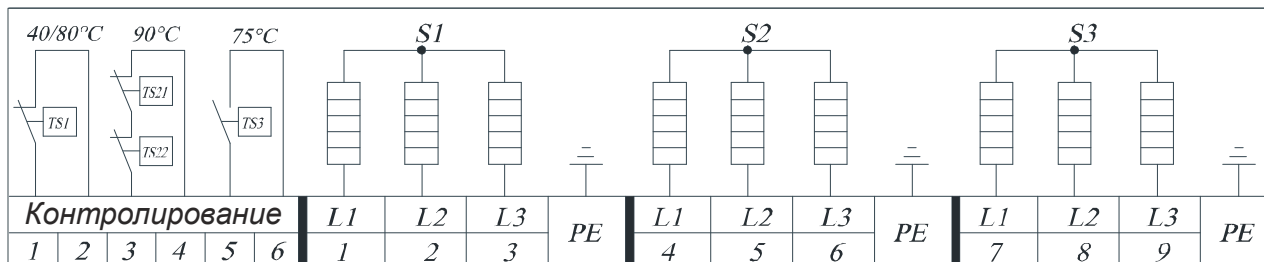 40/80°C 90°C 75°C S1 S2 S3
TS21
TS1 TS3
TS22
Контролирование L1 L2 L3 PE L1 L2 L3 PE L1 L2 L3 PE
1 2 3 4 5 6 1 2 3 4 5 6 7 8 9